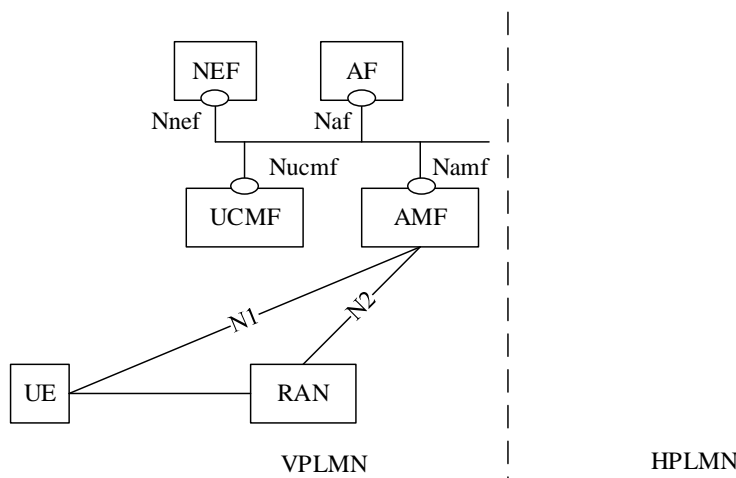 NEF
AF
Nnef
Naf
Nucmf
Namf
UCMF
AMF
N1
N2
UE
RAN
VPLMN
HPLMN